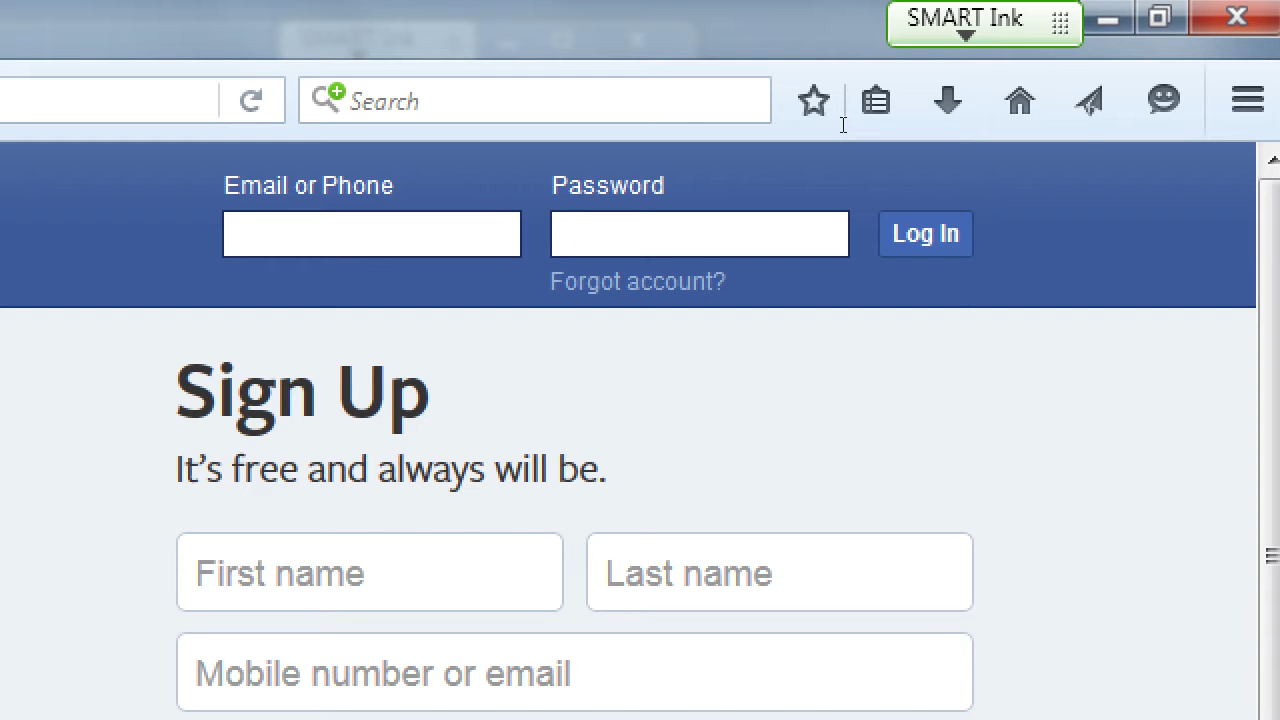 SMART Ink
Search
Email or Phone
Password
Log In
Forgot account?
Sign Up
It's free and always will be.
First name
Last name
Mobile number or email